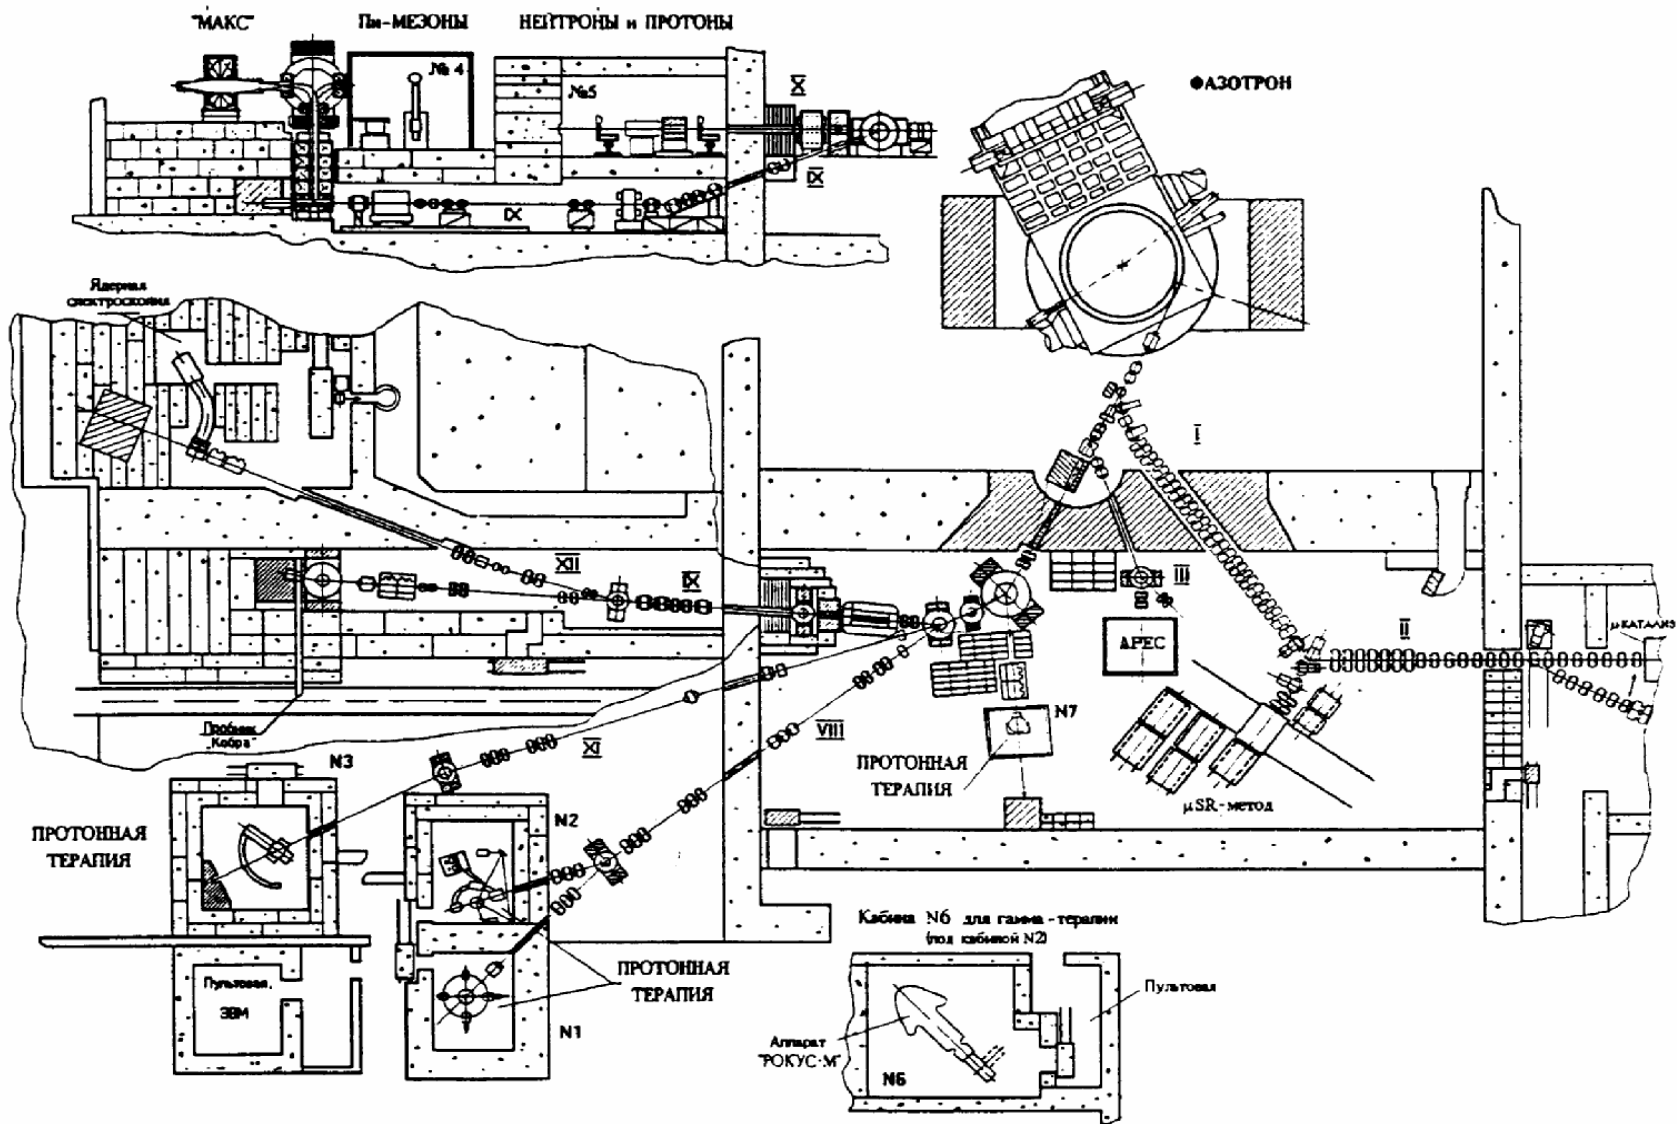 "МАКС"
Пи-МЕЗОНЫ
НЕЙТРОНЫ и ПРОТОНЫ
№ 4
№5
X
IX
IX
ФАЗОТРОН
Ядерная
спектроскопия
I
XII
IX
III
II
μ-КАТАЛИЗ
АРЕС
Пробник
"Кобра"
XI
VIII
N7
ПРОТОННАЯ
ТЕРАПИЯ
μSR-метод
N3
ПРОТОННАЯ
ТЕРАПИЯ
N2
Пультовая,
ЭВМ
ПРОТОННАЯ
ТЕРАПИЯ
N1
Кабина N6 для гамма-терапии
(под кабиной N2)
Пультовая
Аппарат
"РОКУС-М"
N6